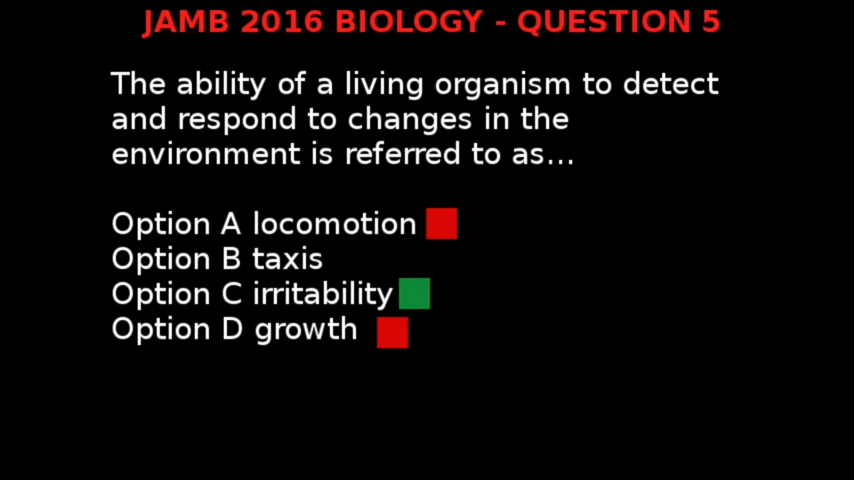 JAMB 2016 BIOLOGY - QUESTION 5
The ability of a living organism to detect
and respond to changes in the
environment is referred to as...
Option A locomotion
Option B taxis
Option C irritability
Option D growth